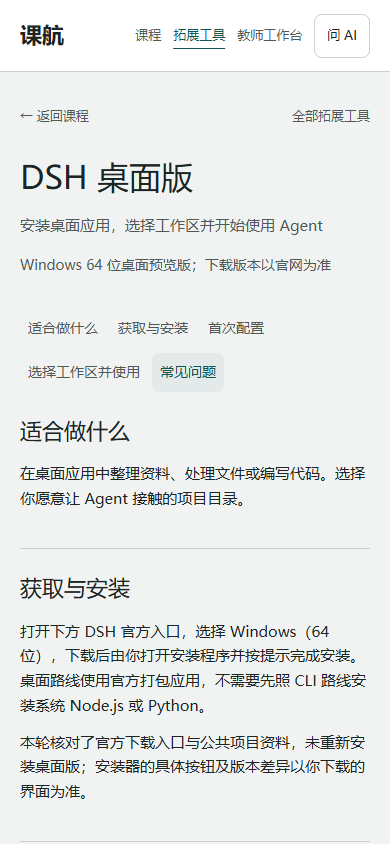 课航
课程
拓展工具
教师工作台
问 AI
← 返回课程
全部拓展工具
DSH 桌面版
安装桌面应用，选择工作区并开始使用 Agent
Windows 64 位桌面预览版；下载版本以官网为准
适合做什么
获取与安装
首次配置
选择工作区并使用
常见问题
适合做什么
在桌面应用中整理资料、处理文件或编写代码。选择
你愿意让 Agent 接触的项目目录。
获取与安装
打开下方 DSH 官方入口，选择 Windows（64
位），下载后由你打开安装程序并按提示完成安装。
桌面路线使用官方打包应用，不需要先照 CLI 路线安
装系统 Node.js 或 Python。
本轮核对了官方下载入口与公共项目资料，未重新安
装桌面版；安装器的具体按钮及版本差异以你下载的
界面为准。